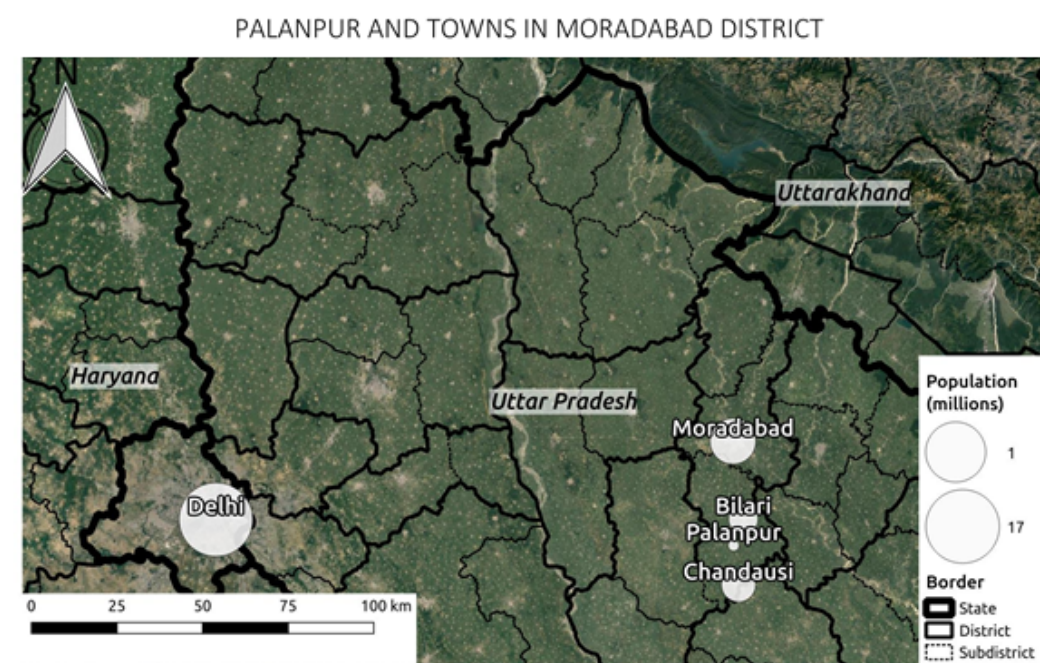 PALANPUR AND TOWNS IN MORADABAD DISTRICT
N
Uttarakhand
Haryana
Uttar Pradesh
Moradabad
Delhi
Bilari
Palanpur
Chandausi
Population
(millions)
1
17
Border
State
District
Subdistrict
0 25 50 75 100 km